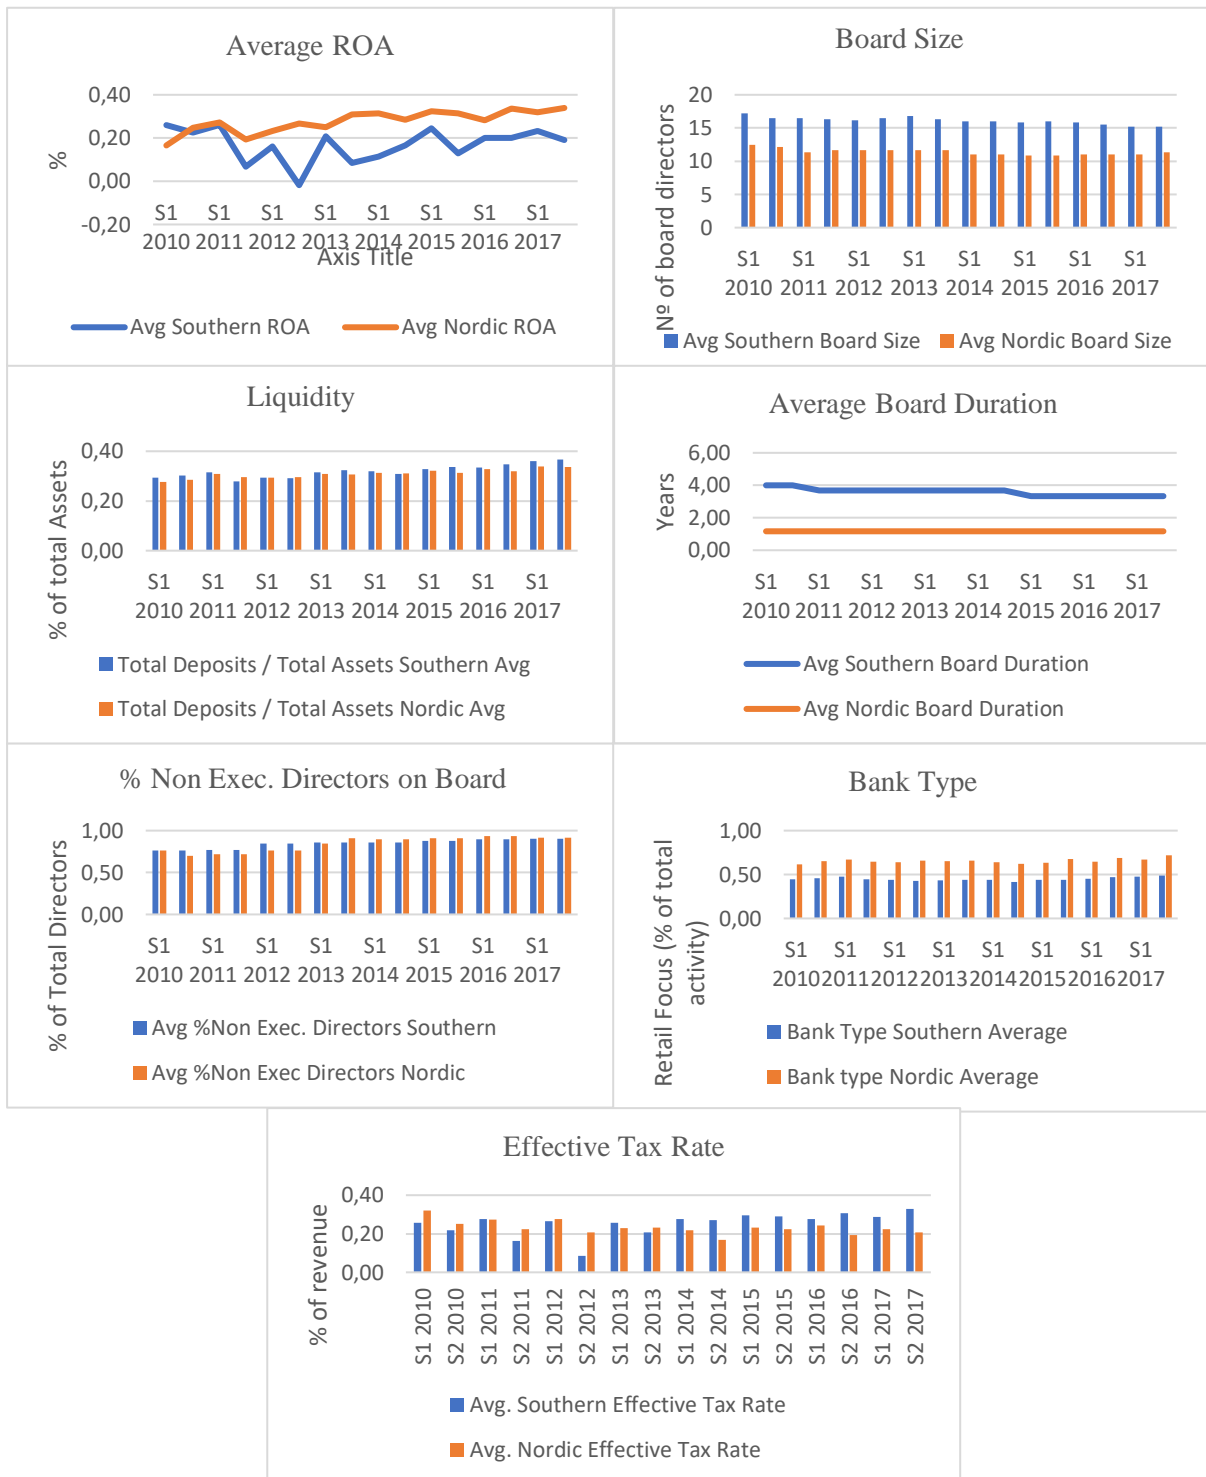 Average ROA
%
0,40
0,20
0,00
-0,20
S1 S1 S1 S1 S1 S1 S1 S1
2010 2011 2012 2013 2014 2015 2016 2017
Axis Title
Avg Southern ROA Avg Nordic ROA
Board Size
Nº of board directors
20
15
10
5
0
S1 S1 S1 S1 S1 S1 S1 S1
2010 2011 2012 2013 2014 2015 2016 2017
Avg Southern Board Size Avg Nordic Board Size
Liquidity
% of total Assets
0,40
0,20
0,00
S1 S1 S1 S1 S1 S1 S1 S1
2010 2011 2012 2013 2014 2015 2016 2017
Total Deposits / Total Assets Southern Avg
Total Deposits / Total Assets Nordic Avg
Average Board Duration
Years
6,00
4,00
2,00
0,00
S1 S1 S1 S1 S1 S1 S1 S1
2010 2011 2012 2013 2014 2015 2016 2017
Avg Southern Board Duration
Avg Nordic Board Duration
% Non Exec. Directors on Board
% of Total Directors
1,00
0,50
0,00
S1 S1 S1 S1 S1 S1 S1 S1
2010 2011 2012 2013 2014 2015 2016 2017
Avg %Non Exec. Directors Southern
Avg %Non Exec Directors Nordic
Bank Type
Retail Focus (% of total
activity)
1,00
0,50
0,00
S1 S1 S1 S1 S1 S1 S1 S1
2010 2011 2012 2013 2014 2015 2016 2017
Bank Type Southern Average
Bank type Nordic Average
Effective Tax Rate
% of revenue
0,40
0,20
0,00
S1 2010
S2 2010
S1 2011
S2 2011
S1 2012
S2 2012
S1 2013
S2 2013
S1 2014
S2 2014
S1 2015
S2 2015
S1 2016
S2 2016
S1 2017
S2 2017
Avg. Southern Effective Tax Rate
Avg. Nordic Effective Tax Rate